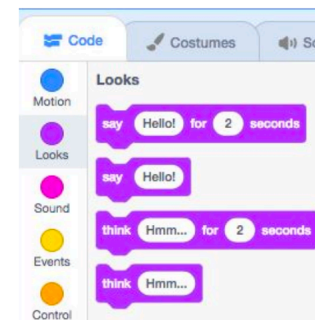 Code Costumes So
Looks
Motion
say Hello! for 2 seconds
Looks
say Hello!
Sound
think Hmm... for 2 seconds
Events
think Hmm...
Control